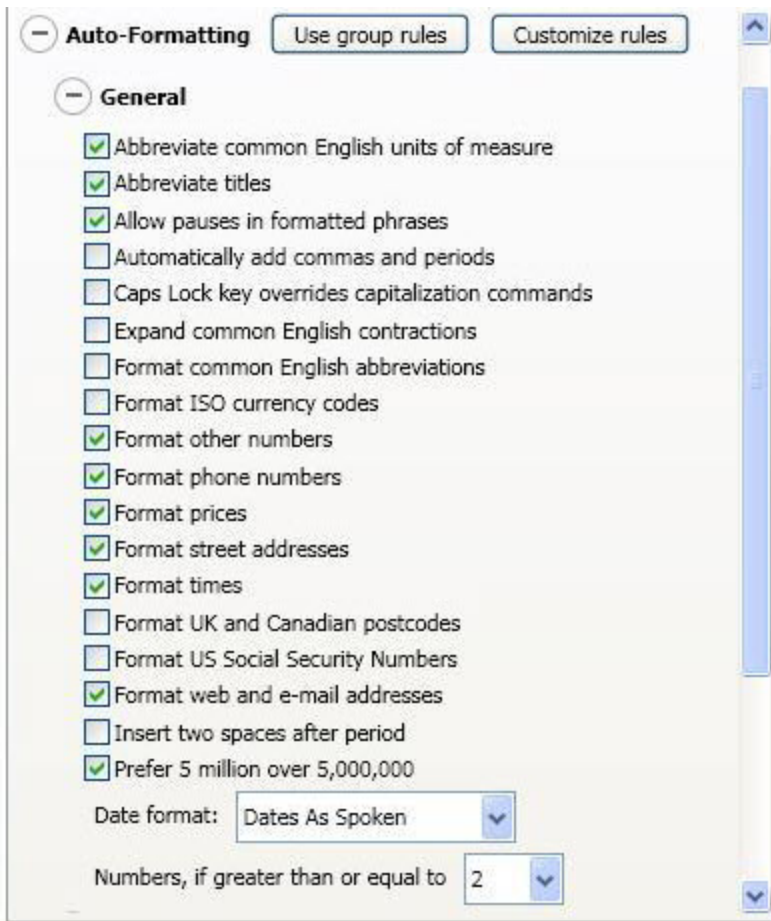 Auto-Formatting Use group rules Customize rules
General
Abbreviate common English units of measure
Abbreviate titles
Allow pauses in formatted phrases
Automatically add commas and periods
Caps Lock key overrides capitalization commands
Expand common English contractions
Format common English abbreviations
Format ISO currency codes
Format other numbers
Format phone numbers
Format prices
Format street addresses
Format times
Format UK and Canadian postcodes
Format US Social Security Numbers
Format web and e-mail addresses
Insert two spaces after period
Prefer 5 million over 5,000,000
Date format: Dates As Spoken
Numbers, if greater than or equal to 2